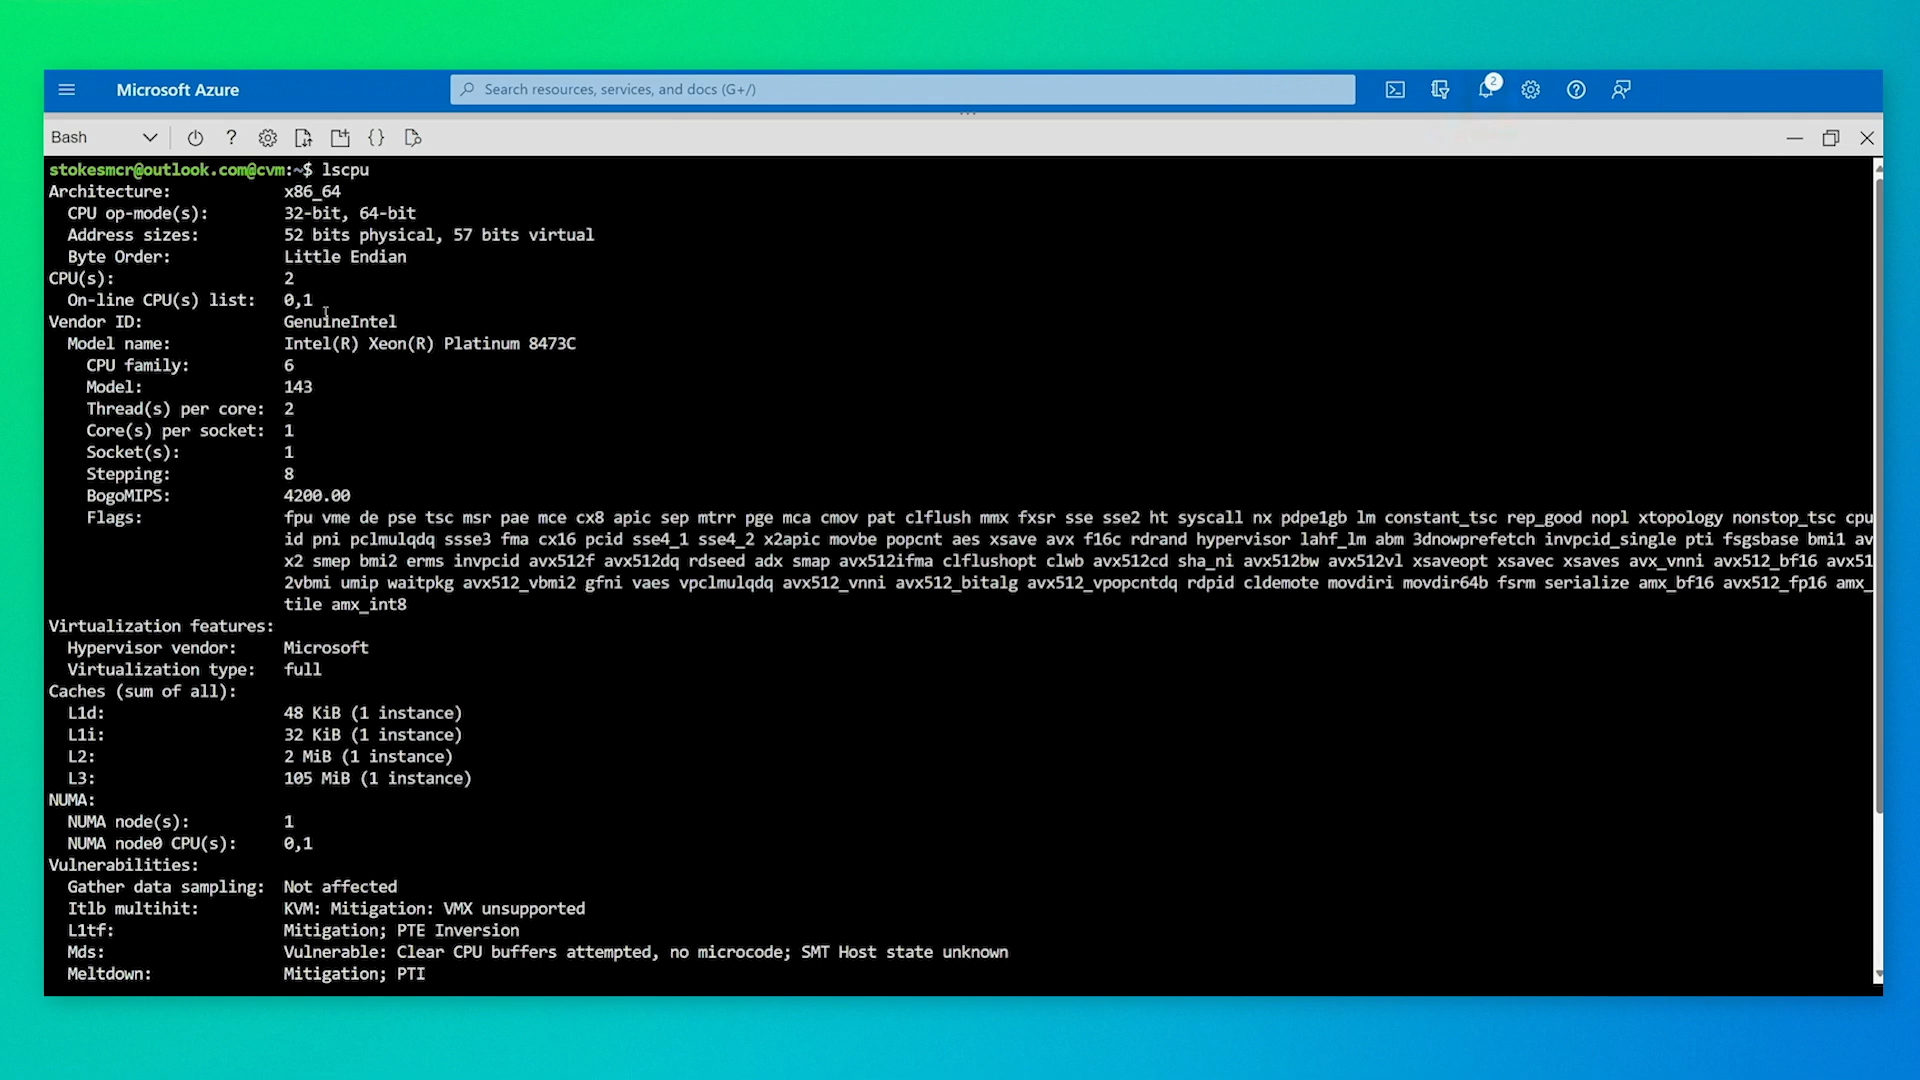 Microsoft Azure
Search resources, services, and docs (G+/)
2
Bash
stokesmcr@outlook.com@cvm:~$ lscpu
Architecture: x86_64
CPU op-mode(s): 32-bit, 64-bit
Address sizes: 52 bits physical, 57 bits virtual
Byte Order: Little Endian
CPU(s): 2
On-line CPU(s) list: 0,1
Vendor ID: GenuineIntel
Model name: Intel(R) Xeon(R) Platinum 8473C
CPU family: 6
Model: 143
Thread(s) per core: 2
Core(s) per socket: 1
Socket(s): 1
Stepping: 8
BogoMIPS: 4200.00
Flags: fpu vme de pse tsc msr pae mce cx8 apic sep mtrr pge mca cmov pat clflush mmx fxsr sse sse2 ht syscall nx pdpe1gb lm constant_tsc rep_good nopl xtopology nonstop_tsc cpu
id pni pclmulqdq ssse3 fma cx16 pcid sse4_1 sse4_2 x2apic movbe popcnt aes xsave avx f16c rdrand hypervisor lahf_lm abm 3dnowprefetch invpcid_single pti fsgsbase bmi1 av
x2 smep bmi2 erms invpcid avx512f avx512dq rdseed adx smap avx512ifma clflushopt clwb avx512cd sha_ni avx512bw avx512vl xsaveopt xsavec xsaves avx_vnni avx512_bf16 avx51
2vbmi umip waitpkg avx512_vbmi2 gfni vaes vpclmulqdq avx512_vnni avx512_bitalg avx512_vpopcntdq rdpid cldemote movdiri movdir64b fsrm serialize amx_bf16 avx512_fp16 amx_
tile amx_int8
Virtualization features:
Hypervisor vendor: Microsoft
Virtualization type: full
Caches (sum of all):
L1d: 48 KiB (1 instance)
L1i: 32 KiB (1 instance)
L2: 2 MiB (1 instance)
L3: 105 MiB (1 instance)
NUMA:
NUMA node(s): 1
NUMA node0 CPU(s): 0,1
Vulnerabilities:
Gather data sampling: Not affected
Itlb multihit: KVM: Mitigation: VMX unsupported
L1tf: Mitigation; PTE Inversion
Mds: Vulnerable: Clear CPU buffers attempted, no microcode; SMT Host state unknown
Meltdown: Mitigation; PTI